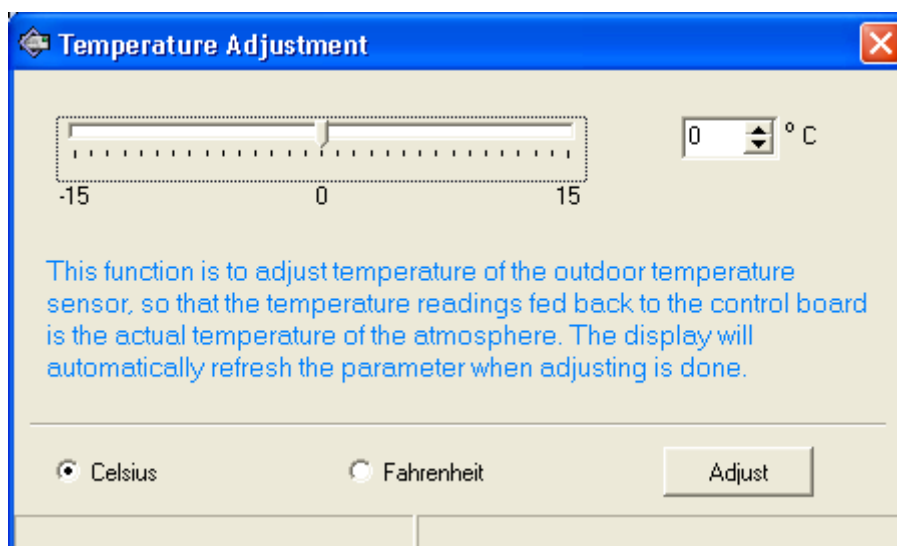 Temperature Adjustment
0 º C
-15 0 15
This function is to adjust temperature of the outdoor temperature
sensor, so that the temperature readings fed back to the control board
is the actual temperature of the atmosphere. The display will
automatically refresh the parameter when adjusting is done.
Celsius Fahrenheit Adjust